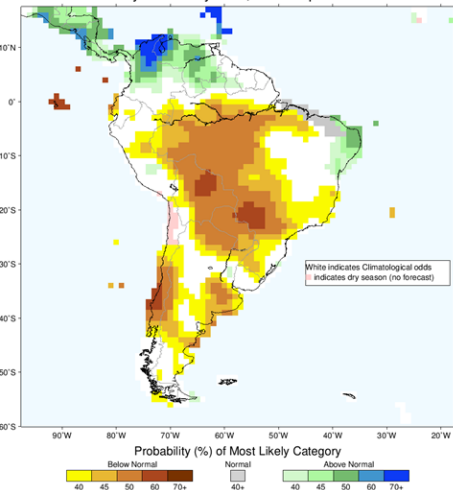 10°N
0°
10°S
20°S
30°S
40°S
50°S
60°S
White indicates Climatological odds
indicates dry season (no forecast)
90°W 80°W 70°W 60°W 50°W 40°W 30°W 20°W
Probability (%) of Most Likely Category
Below Normal Normal Above Normal
40 45 50 60 70+ 40+ 40 45 50 60 70+